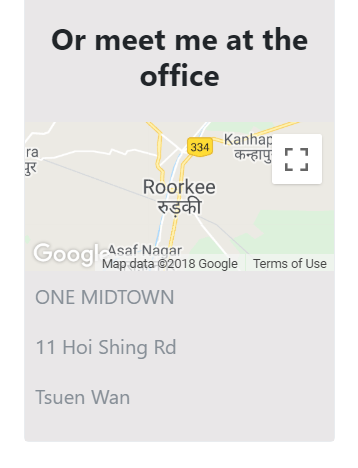 Or meet me at the
office
334
Kanhap
कन्हापु
ra
पुर
Roorkee
रुड़की
Asaf Nagar
Google
Map data ©2018 Google
Terms of Use
ONE MIDTOWN
11 Hoi Shing Rd
Tsuen Wan